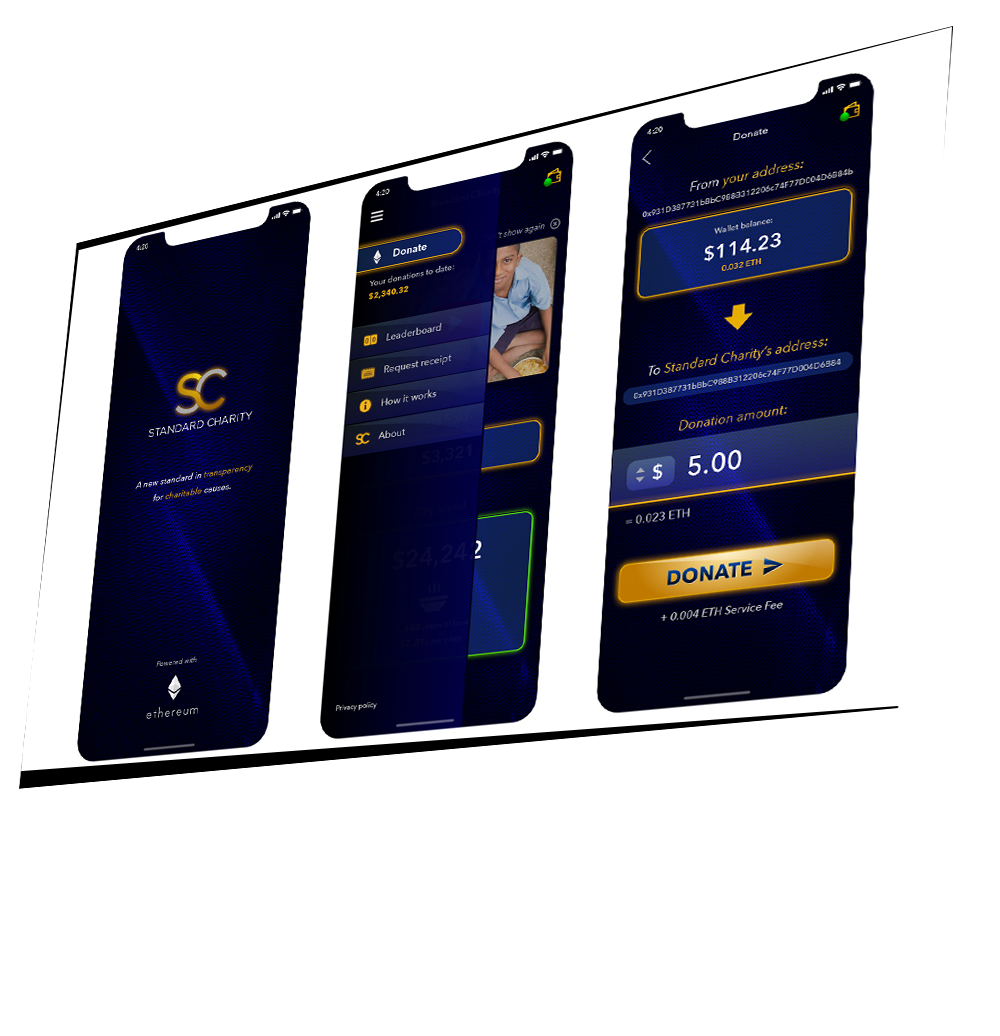 4:20
SC
STANDARD CHARITY
A new standard in transparency
for charitable causes.
Powered with
ethereum
4:20
't show again
Donate
Your donations to date:
$2,340.32
Leaderboard
Request receipt
How it works
SC About
$3,321
$24,242
Privacy policy
4:20
Donate
From your address:
0x931D387731bBbC988B312206c74F77D004D6B84b
Wallet balance:
$114.23
0.032 ETH
To Standard Charity's address:
0x931D387731bBbC988B312206c74F77D004D6B84
Donation amount:
$ 5.00
= 0.023 ETH
DONATE
+ 0.004 ETH Service Fee